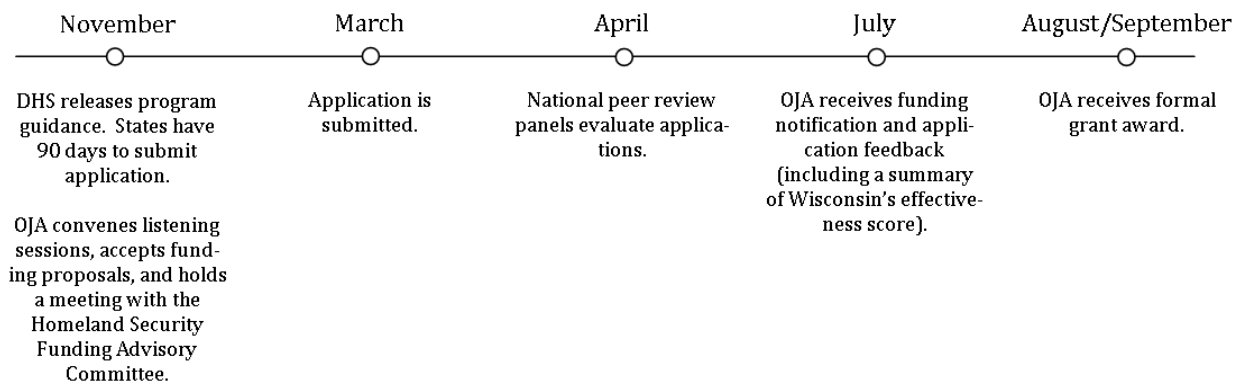 November
March
April
July
August/September
DHS releases program
guidance.  States have
90 days to submit
application.
OJA convenes listening
sessions, accepts fund-
ing proposals, and holds
a meeting with the
Homeland Security
Funding Advisory
Committee.
Application is
submitted.
National peer review
panels evaluate applica-
tions.
OJA receives funding
notification and appli-
cation feedback
(including a summary
of Wisconsin's effective-
ness score).
OJA receives formal
grant award.